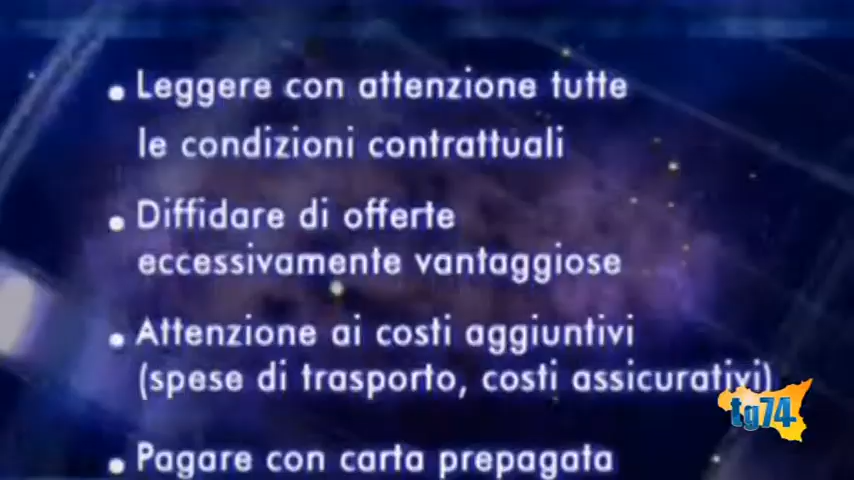 • Leggere con attenzione tutte
le condizioni contrattuali
• Diffidare di offerte
eccessivamente vantaggiose
• Attenzione ai costi aggiuntivi
(spese di trasporto, costi assicurativi)
tg74
• Pagare con carta prepagata